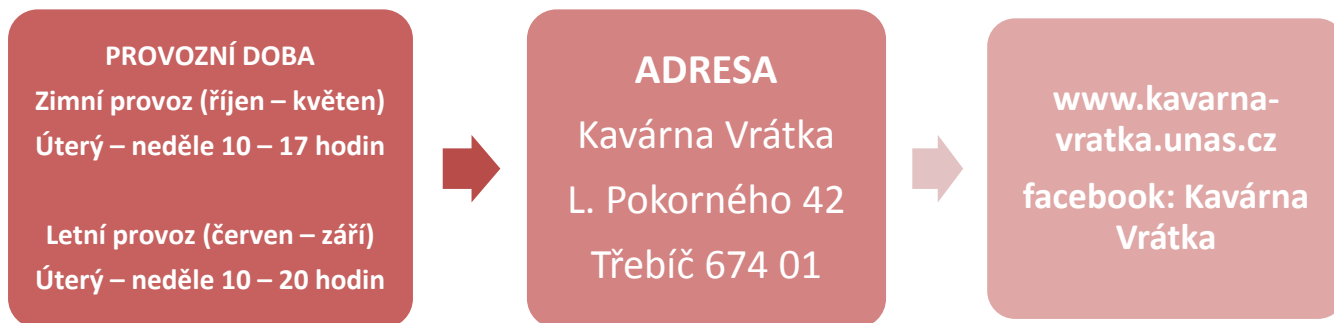 PROVOZNÍ DOBA
Zimní provoz (říjen – květen)
Úterý – neděle 10 – 17 hodin
Letní provoz (červen – září)
Úterý – neděle 10 – 20 hodin
ADRESA
Kavárna Vrátka
L. Pokorného 42
Třebíč 674 01
www.kavarna-
vratka.unas.cz
facebook: Kavárna
Vrátka